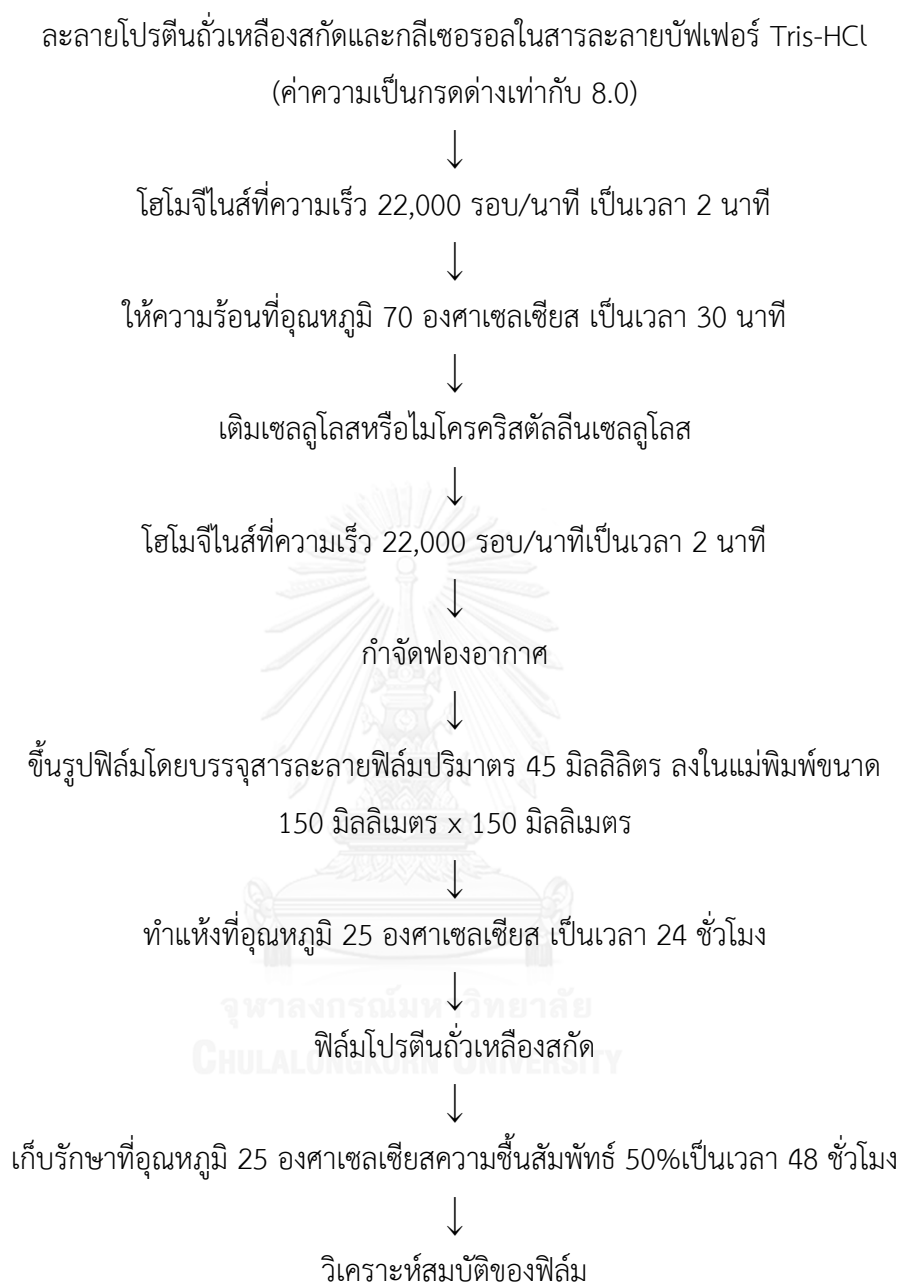 ละลายโปรตีนถั่วเหลืองสกัดและกลีเซอรอลในสารละลายบัฟเฟอร์ Tris-HCl
(ค่าความเป็นกรดด่างเท่ากับ 8.0)
↓
โฮโมจีไนส์ที่ความเร็ว 22,000 รอบ/นาที เป็นเวลา 2 นาที
↓
ให้ความร้อนที่อุณหภูมิ 70 องศาเซลเซียส เป็นเวลา 30 นาที
↓
เติมเซลลูโลสหรือไมโครคริสตัลลีนเซลลูโลส
↓
โฮโมจีไนส์ที่ความเร็ว 22,000 รอบ/นาทีเป็นเวลา 2 นาที
↓
กำจัดฟองอากาศ
↓
ขึ้นรูปฟิล์มโดยบรรจุสารละลายฟิล์มปริมาตร 45 มิลลิลิตร ลงในแม่พิมพ์ขนาด
150 มิลลิเมตร x 150 มิลลิเมตร
↓
ทำแห้งที่อุณหภูมิ 25 องศาเซลเซียส เป็นเวลา 24 ชั่วโมง
↓
จุฬาลงกรณ์มหาวิทยาลัย
ฟิล์มโปรตีนถั่วเหลืองสกัด
CHULALONGKORN UNIVERSITY
↓
เก็บรักษาที่อุณหภูมิ 25 องศาเซลเซียสความชื้นสัมพัทธ์ 50%เป็นเวลา 48 ชั่วโมง
↓
วิเคราะห์สมบัติของฟิล์ม